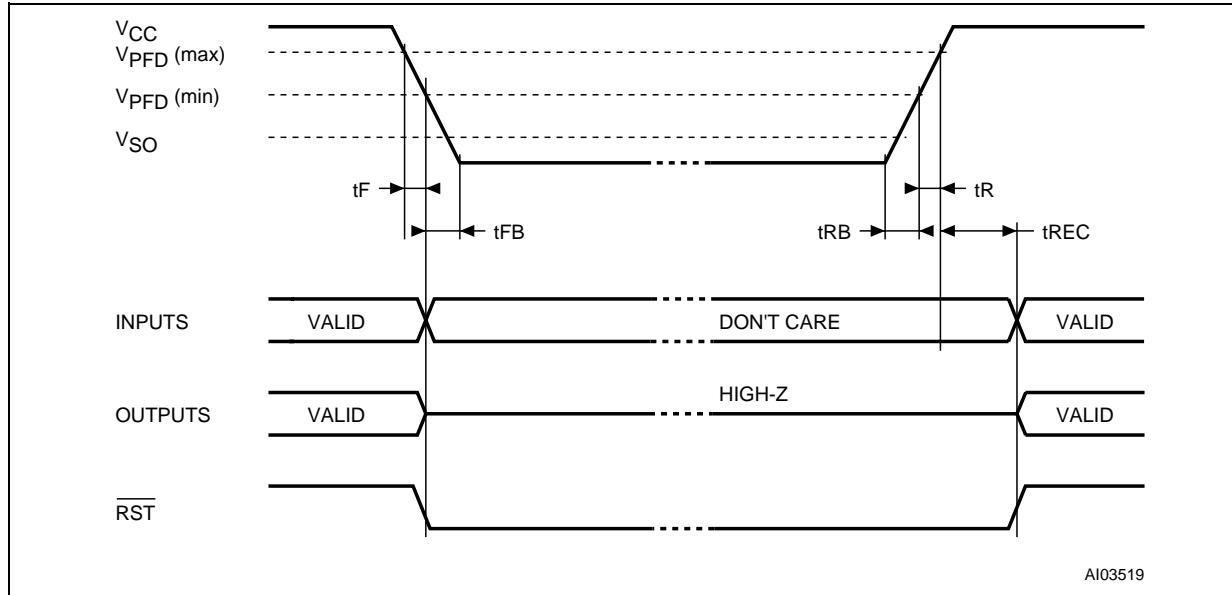 VCC
VPFD (max)
VPFD (min)
VSO
tF
tR
tFB
tRB
tREC
INPUTS
VALID
DON'T CARE
VALID
HIGH-Z
OUTPUTS
VALID
VALID
RST
AI03519